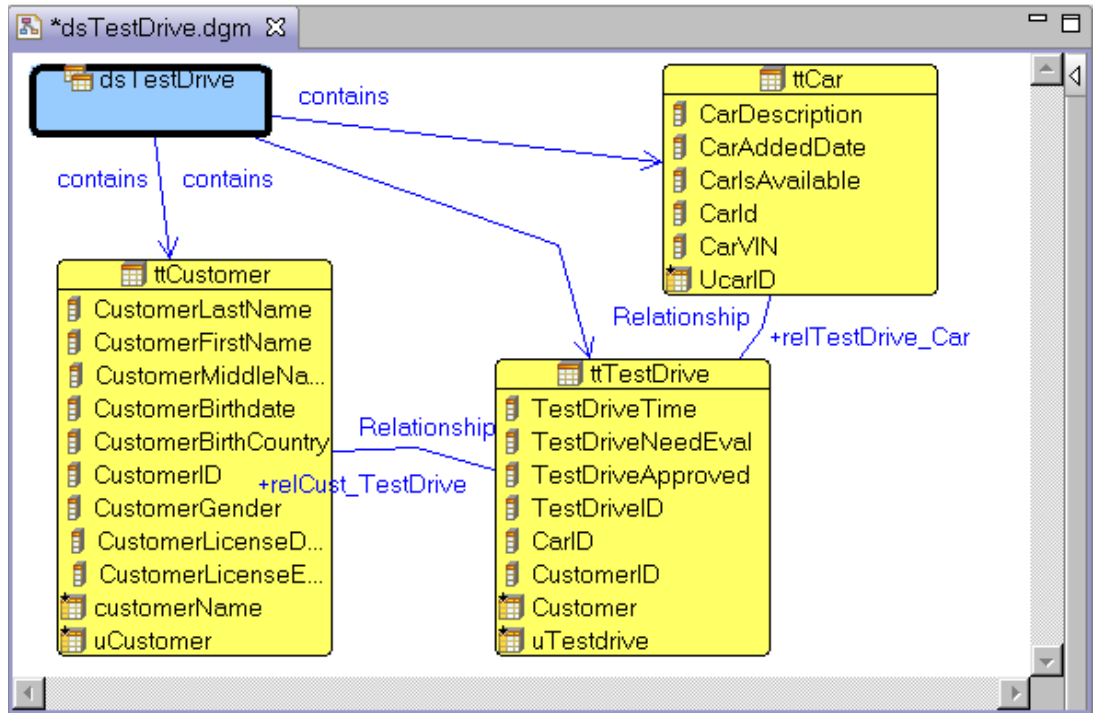 *dsTestDrive.dgm
dsTestDrive
contains
contains
contains
ttCar
CarDescription
CarAddedDate
CarIsAvailable
CarId
CarVIN
UcarID
ttCustomer
CustomerLastName
CustomerFirstName
CustomerMiddleNa...
CustomerBirthdate
CustomerBirthCountry
CustomerID
CustomerGender
CustomerLicenseD...
CustomerLicenseE...
customerName
uCustomer
Relationship
+relCust_TestDrive
Relationship
+relTestDrive_Car
ttTestDrive
TestDriveTime
TestDriveNeedEval
TestDriveApproved
TestDriveID
CarID
CustomerID
Customer
uTestdrive